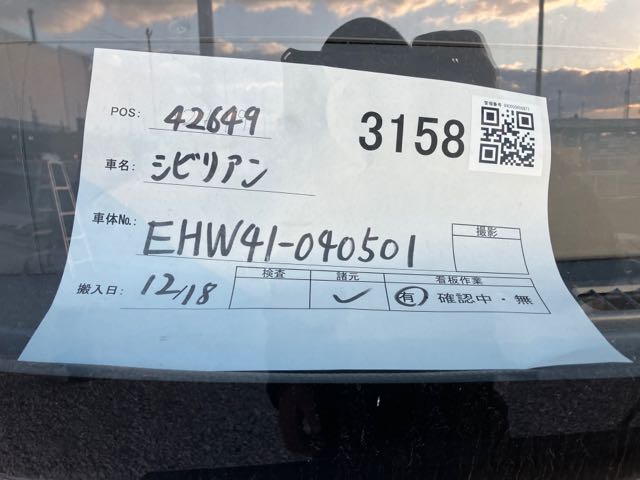 POS: 42649
3158
車名: シビリアン
車体No.: EHW41-040501
撮影
搬入日: 12/18
検査 諸元 看板作業
✓ 有 確認中・無